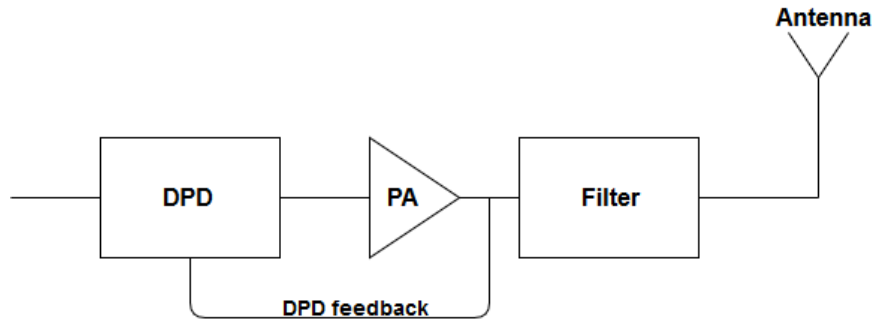 Antenna
DPD
PA
Filter
DPD feedback